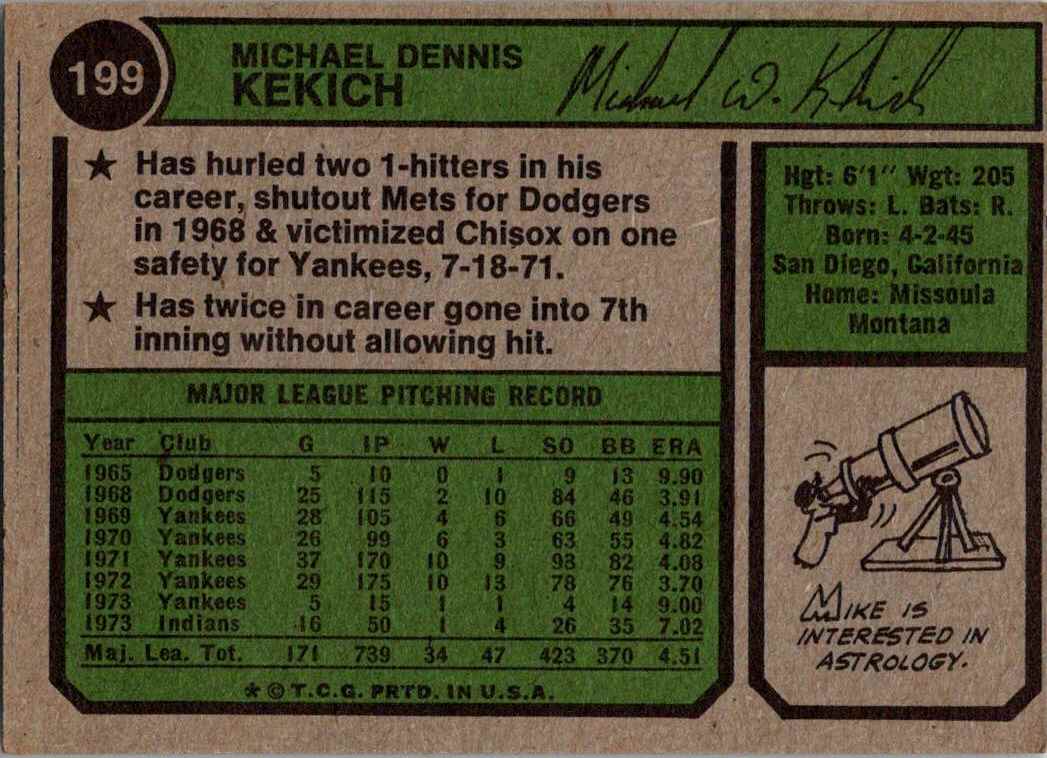 199
MICHAEL DENNIS
KEKICH
Michael D. Kekich
★ Has hurled two 1-hitters in his
career, shutout Mets for Dodgers
in 1968 & victimized Chisox on one
safety for Yankees, 7-18-71.
★ Has twice in career gone into 7th
inning without allowing hit.
Hgt: 6'1" Wgt: 205
Throws: L. Bats: R.
Born: 4-2-45
San Diego, California
Home: Missoula
Montana
MAJOR LEAGUE PITCHING RECORD
Year Club G IP W L SO BB ERA
1965 Dodgers 5 10 0 1 9 13 9.90
1968 Dodgers 25 115 2 10 84 46 3.91
1969 Yankees 28 105 4 6 66 49 4.54
1970 Yankees 26 99 6 3 63 55 4.82
1971 Yankees 37 170 10 9 93 82 4.08
1972 Yankees 29 175 10 13 78 76 3.70
1973 Yankees 5 15 1 1 4 14 9.00
1973 Indians 16 50 1 4 26 35 7.02
Maj. Lea. Tot. 171 739 34 47 423 370 4.51
★ © T.C.G. PRTD. IN U.S.A.
MIKE IS
INTERESTED IN
ASTROLOGY.